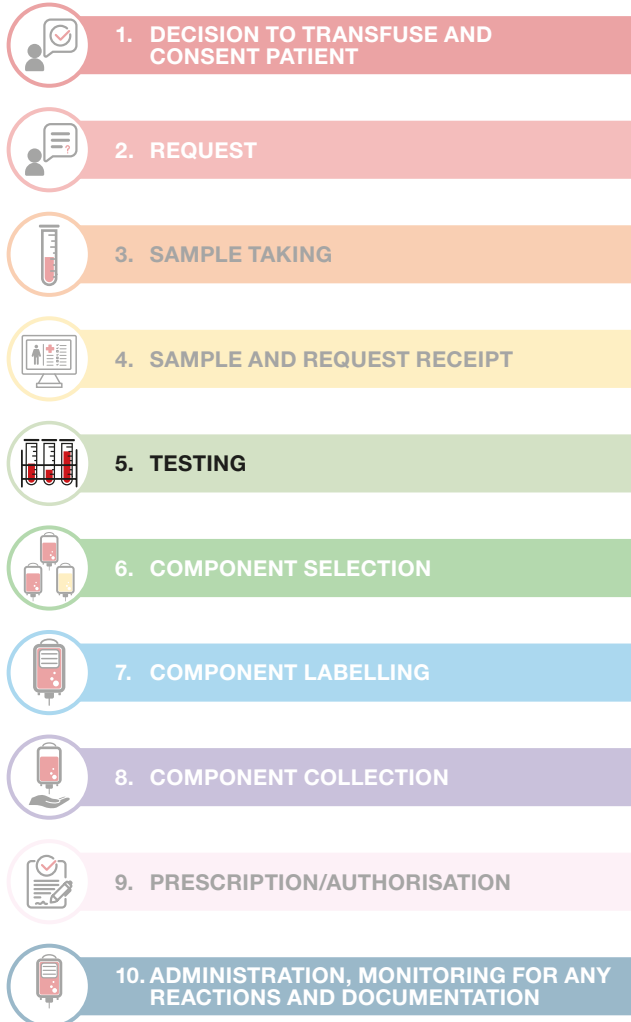 1. DECISION TO TRANSFUSE AND
CONSENT PATIENT
2. REQUEST
3. SAMPLE TAKING
4. SAMPLE AND REQUEST RECEIPT
5. TESTING
6. COMPONENT SELECTION
7. COMPONENT LABELLING
8. COMPONENT COLLECTION
9. PRESCRIPTION/AUTHORISATION
10. ADMINISTRATION, MONITORING FOR ANY
REACTIONS AND DOCUMENTATION